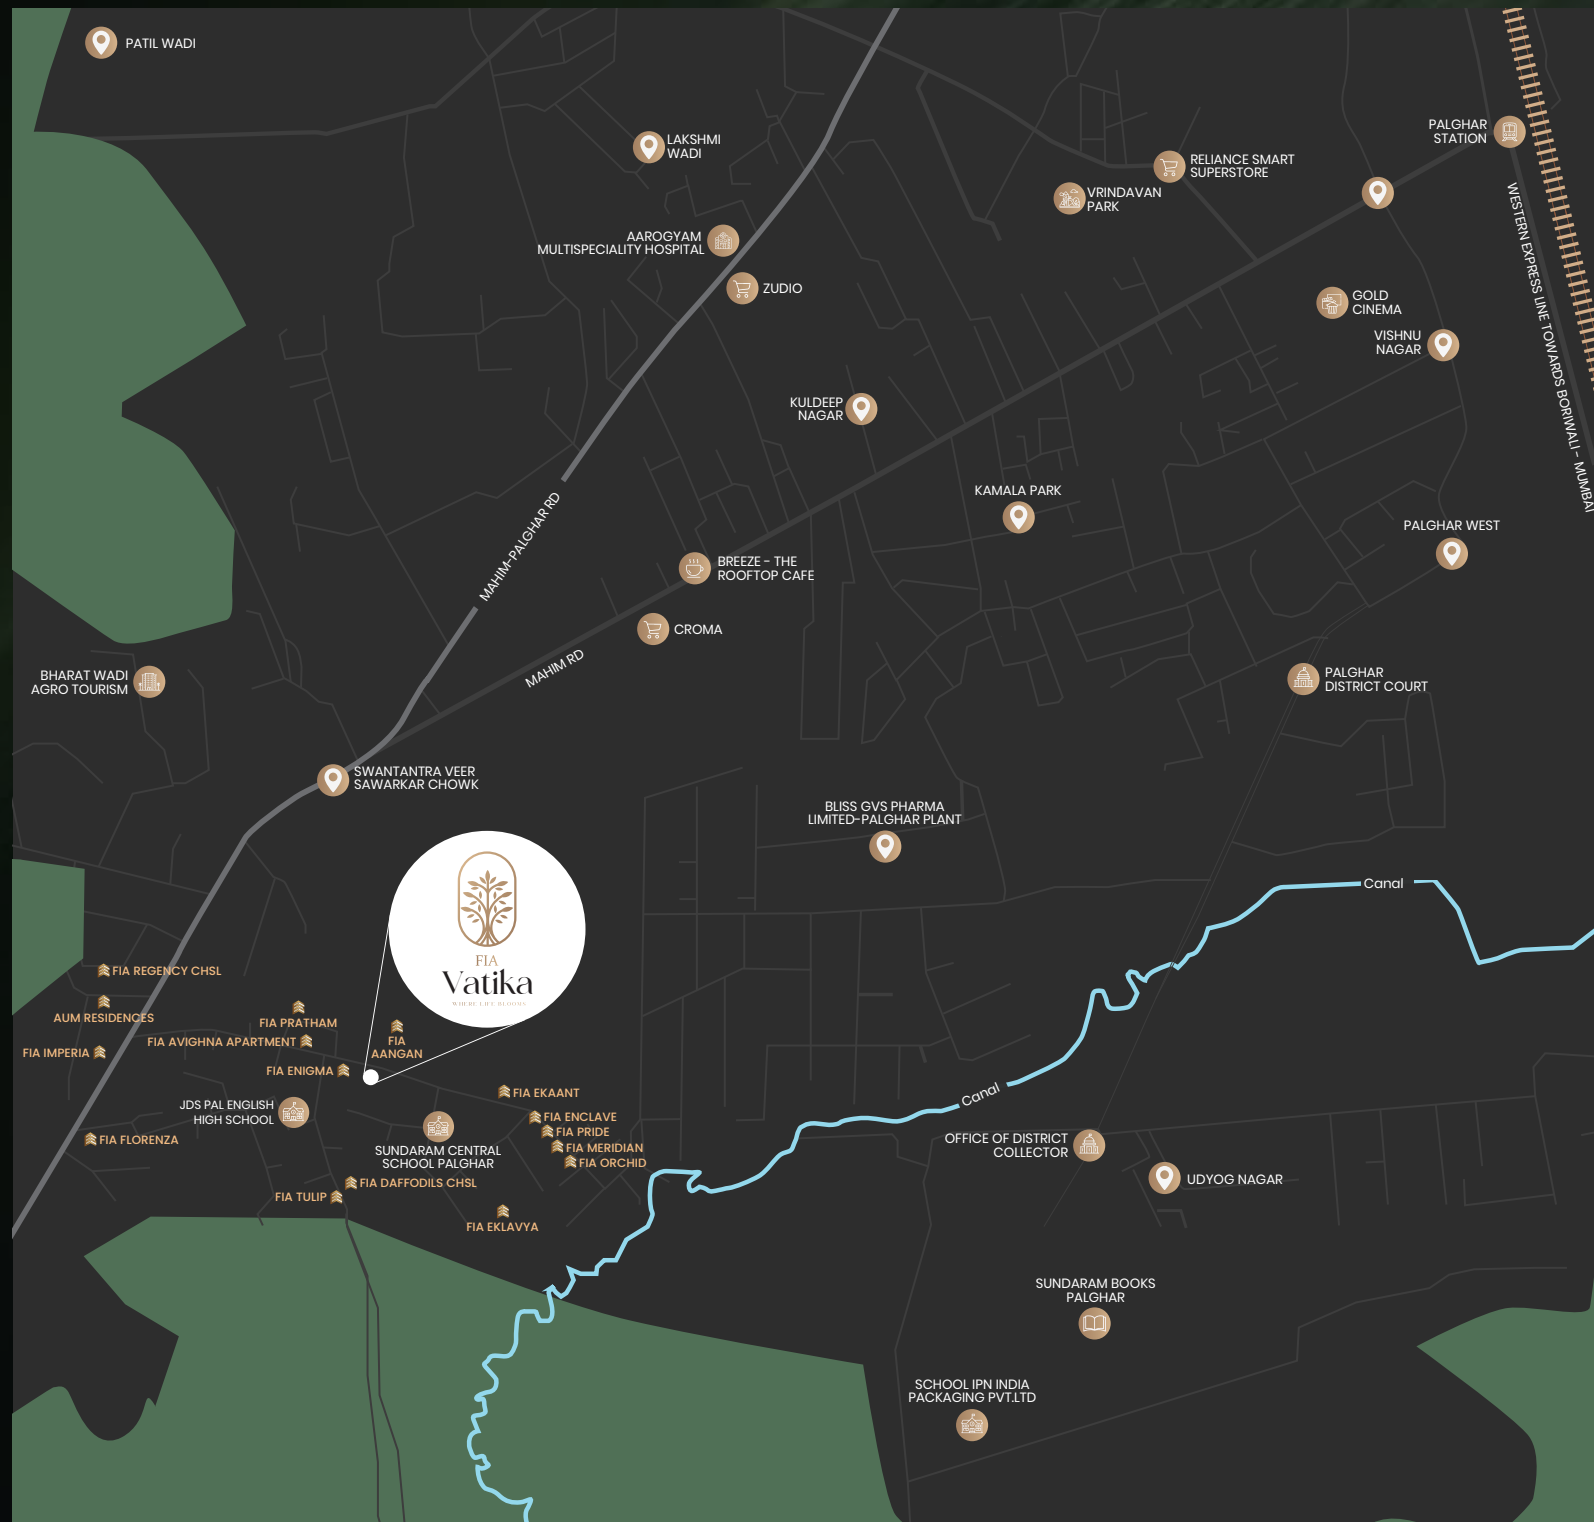 PATIL WADI
LAKSHMI
WADI
PALGHAR
STATION
RELIANCE SMART
SUPERSTORE
VRINDAVAN
PARK
AAROGYAM
MULTISPECIALITY HOSPITAL
ZUDIO
GOLD
CINEMA
VISHNU
NAGAR
WESTERN EXPRESS LINE TOWARDS BORIWALI - MUMBAI
KULDEEP
NAGAR
KAMALA PARK
PALGHAR WEST
MAHIM-PALGHAR RD
BREEZE - THE
ROOFTOP CAFE
CROMA
MAHIM RD
BHARAT WADI
AGRO TOURISM
PALGHAR
DISTRICT COURT
SWANTANTRA VEER
SAWARKAR CHOWK
BLISS GVS PHARMA
LIMITED-PALGHAR PLANT
Canal
FIA
Vatika
WHERE LIFE BLOOMS
FIA REGENCY CHSL
AUM RESIDENCES
FIA PRATHAM
FIA AVIGHNA APARTMENT
FIA
AANGAN
FIA IMPERIA
FIA ENIGMA
FIA EKAANT
Canal
JDS PAL ENGLISH
HIGH SCHOOL
FIA ENCLAVE
FIA PRIDE
FIA MERIDIAN
FIA ORCHID
FIA FLORENZA
SUNDARAM CENTRAL
SCHOOL PALGHAR
OFFICE OF DISTRICT
COLLECTOR
UDYOG NAGAR
FIA DAFFODILS CHSL
FIA TULIP
FIA EKLAVYA
SUNDARAM BOOKS
PALGHAR
SCHOOL IPN INDIA
PACKAGING PVT.LTD